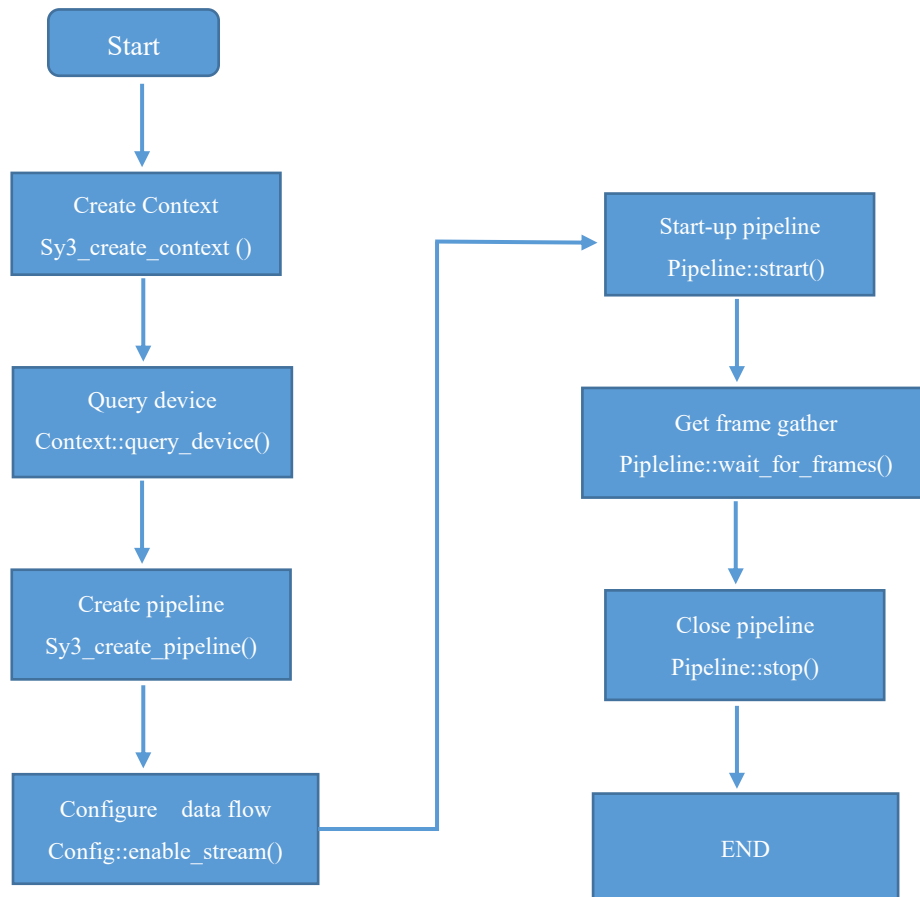 Start
Create Context
Sy3_create_context ()
Query device
Context::query_device()
Create pipeline
Sy3_create_pipeline()
Configure    data flow
Config::enable_stream()
Start-up pipeline
Pipeline::strart()
Get frame gather
Pipleline::wait_for_frames()
Close pipeline
Pipeline::stop()
END